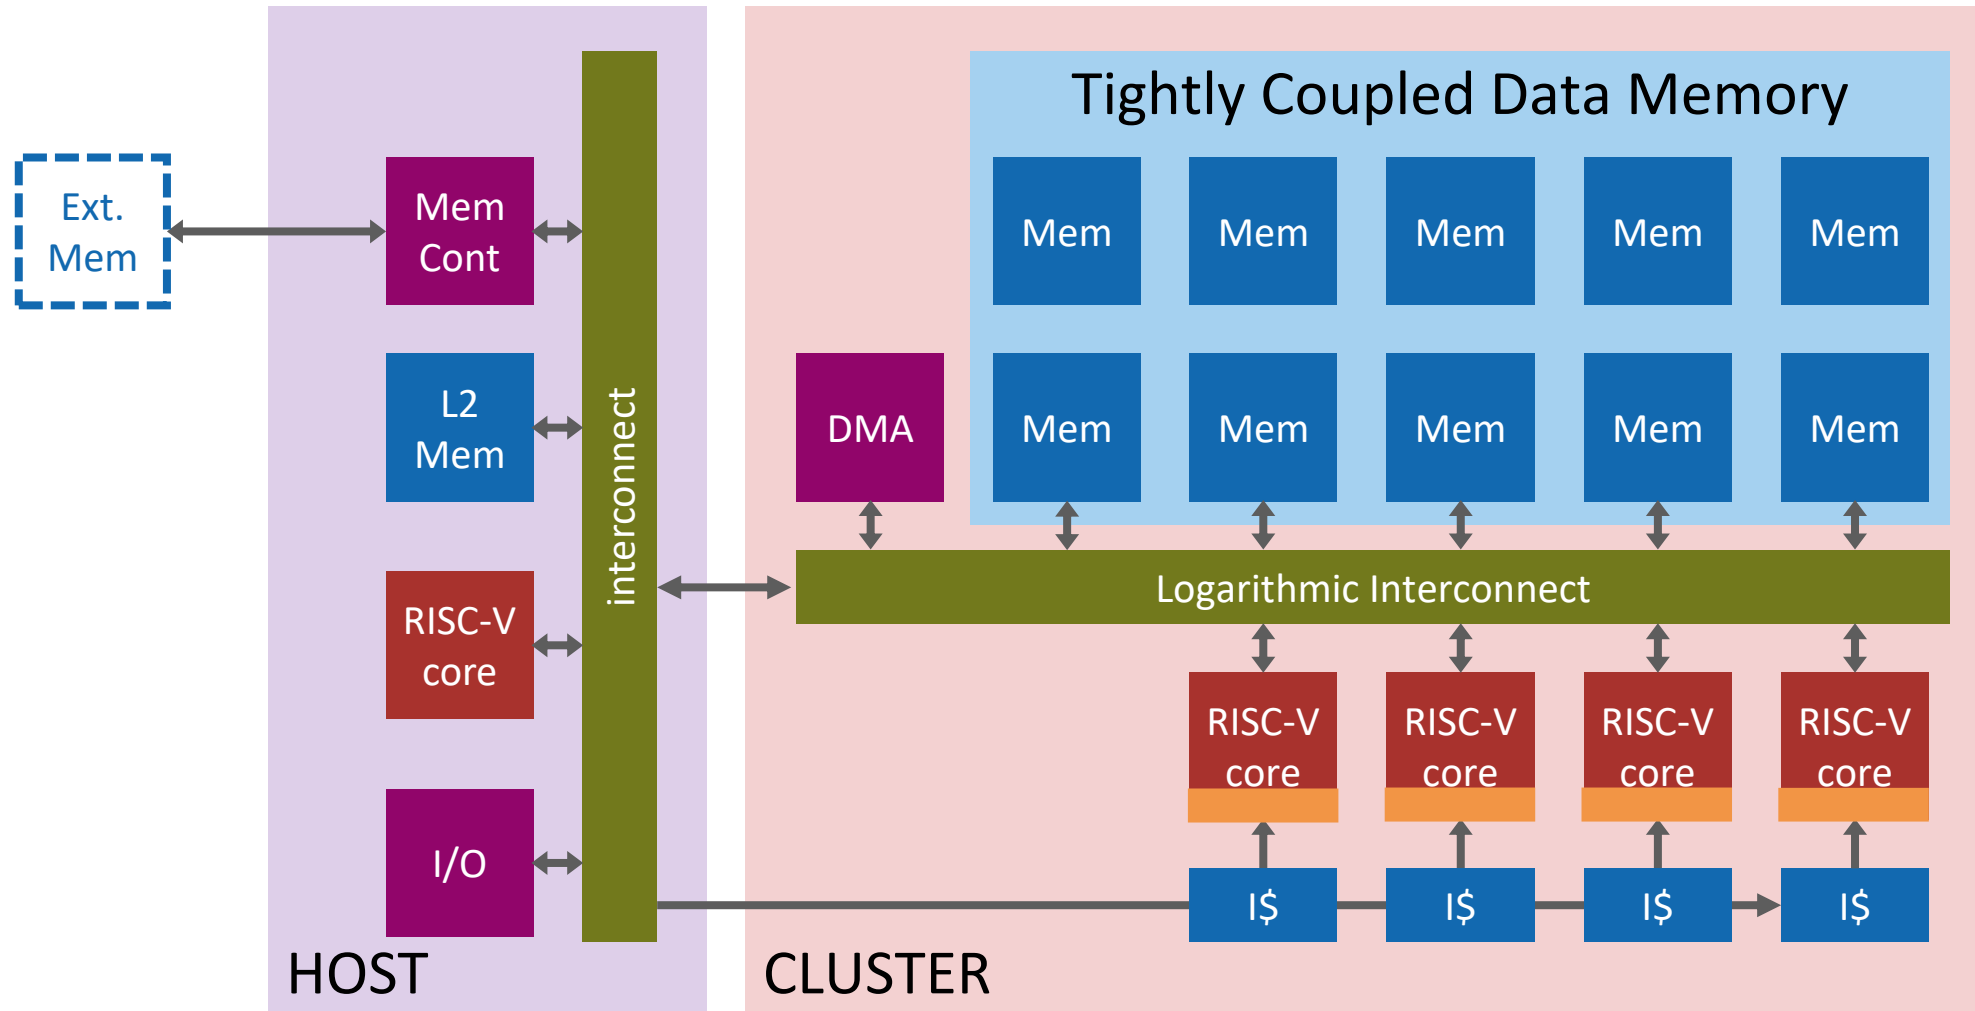 Ext.
Mem
Mem
Cont
L2
Mem
RISC-V
core
I/O
interconnect
HOST
Tightly Coupled Data Memory
Mem
Mem
Mem
Mem
Mem
DMA
Mem
Mem
Mem
Mem
Mem
Logarithmic Interconnect
RISC-V
core
RISC-V
core
RISC-V
core
RISC-V
core
I$
I$
I$
I$
CLUSTER